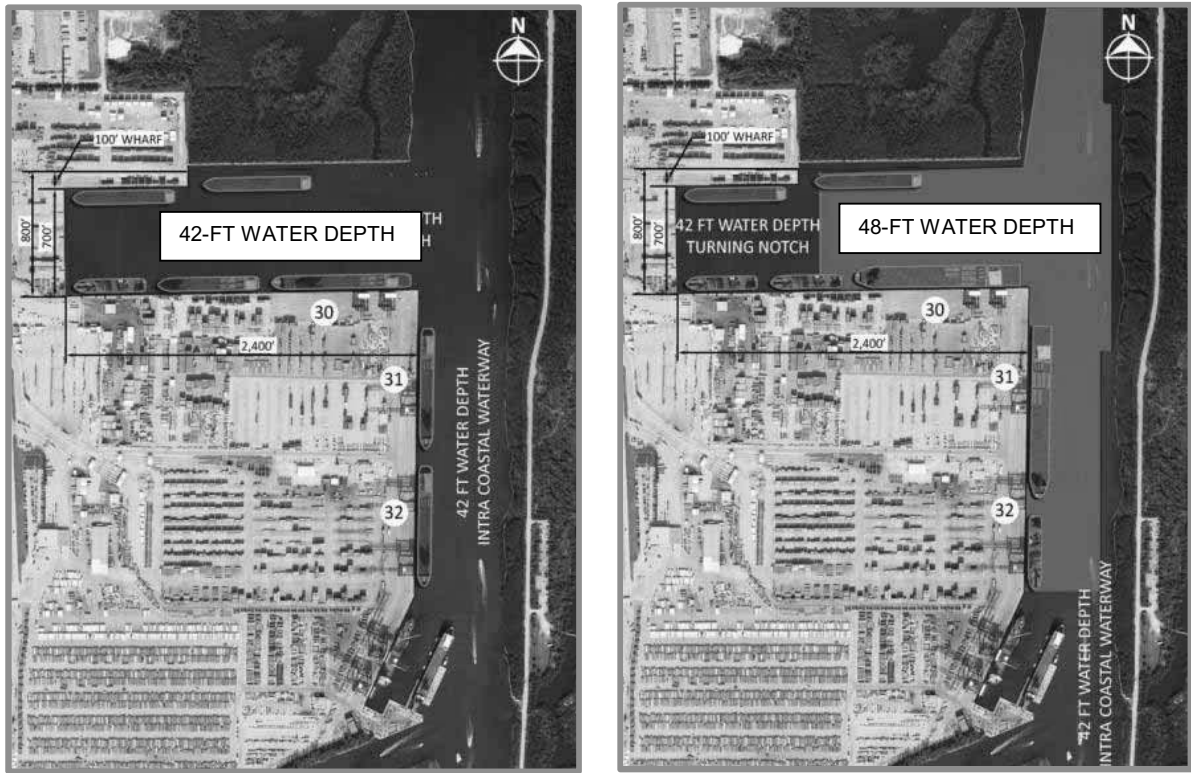 N
100' WHARF
800'
700'
42-FT WATER DEPTH
TH
H
30
2,400'
31
42 FT WATER DEPTH
INTRA COASTAL WATERWAY
32
N
100' WHARF
800'
700'
42 FT WATER DEPTH
TURNING NOTCH
48-FT WATER DEPTH
30
2,400'
31
32
42 FT WATER DEPTH
INTRA COASTAL WATERWAY